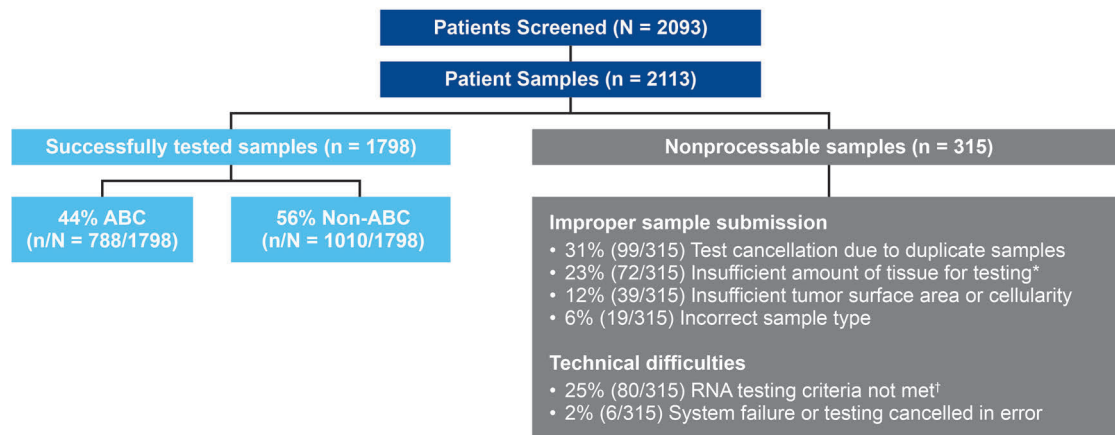 Patients Screened (N = 2093)
Patient Samples (n = 2113)
Successfully tested samples (n = 1798)
Nonprocessable samples (n = 315)
44% ABC
(n/N = 788/1798)
56% Non-ABC
(n/N = 1010/1798)
Improper sample submission
• 31% (99/315) Test cancellation due to duplicate samples
• 23% (72/315) Insufficient amount of tissue for testing*
• 12% (39/315) Insufficient tumor surface area or cellularity
• 6% (19/315) Incorrect sample type
Technical difficulties
• 25% (80/315) RNA testing criteria not met†
• 2% (6/315) System failure or testing cancelled in error